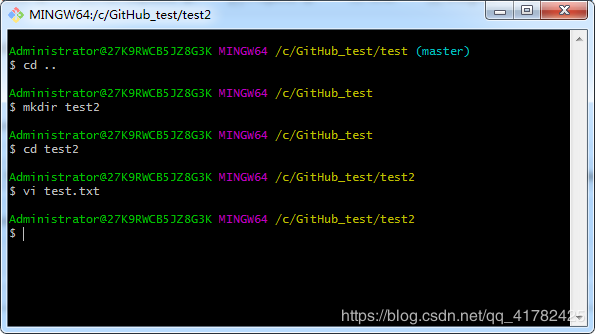 MINGW64:/c/GitHub_test/test2
Administrator@27K9RWCB5JZ8G3K MINGW64 /c/GitHub_test/test (master)
$ cd ..
Administrator@27K9RWCB5JZ8G3K MINGW64 /c/GitHub_test
$ mkdir test2
Administrator@27K9RWCB5JZ8G3K MINGW64 /c/GitHub_test
$ cd test2
Administrator@27K9RWCB5JZ8G3K MINGW64 /c/GitHub_test/test2
$ vi test.txt
Administrator@27K9RWCB5JZ8G3K MINGW64 /c/GitHub_test/test2
$
https://blog.csdn.net/qq_41782425